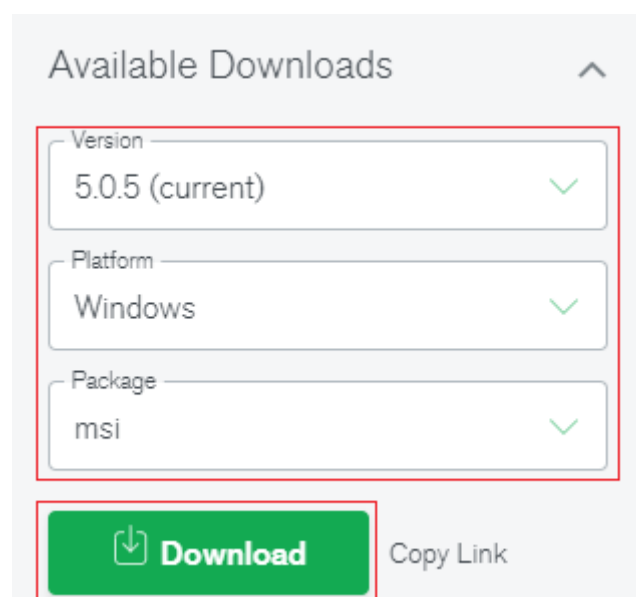 Available Downloads
Version
5.0.5 (current)
Platform
Windows
Package
msi
Download
Copy Link